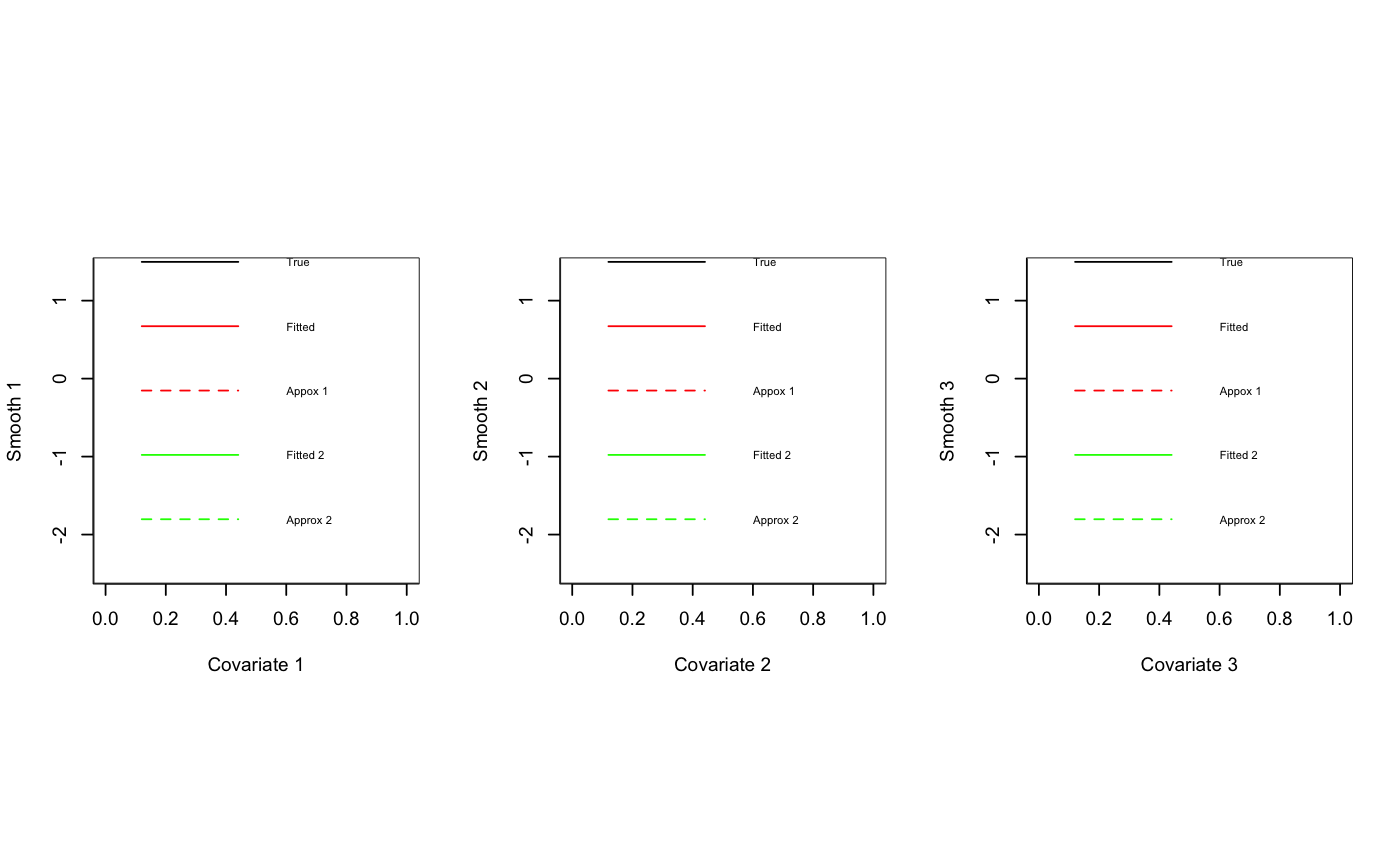 Smooth 1
1
0
-1
-2
True
Fitted
Appox 1
Fitted 2
Approx 2
0.0 0.2 0.4 0.6 0.8 1.0
Covariate 1
Smooth 2
1
0
-1
-2
True
Fitted
Appox 1
Fitted 2
Approx 2
0.0 0.2 0.4 0.6 0.8 1.0
Covariate 2
Smooth 3
1
0
-1
-2
True
Fitted
Appox 1
Fitted 2
Approx 2
0.0 0.2 0.4 0.6 0.8 1.0
Covariate 3